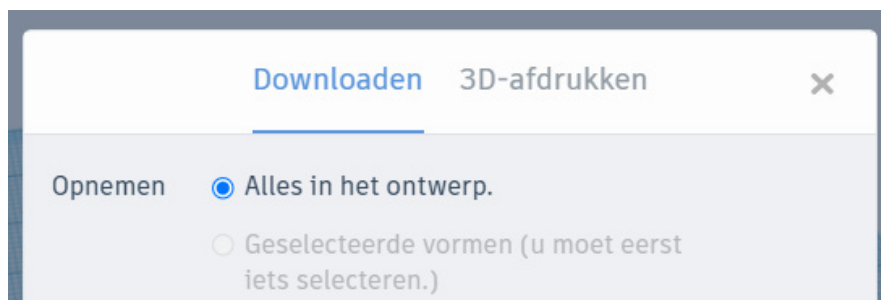 Downloaden 3D-afdrukken ×
Opnemen Alles in het ontwerp.
Geselecteerde vormen (u moet eerst
iets selecteren.)